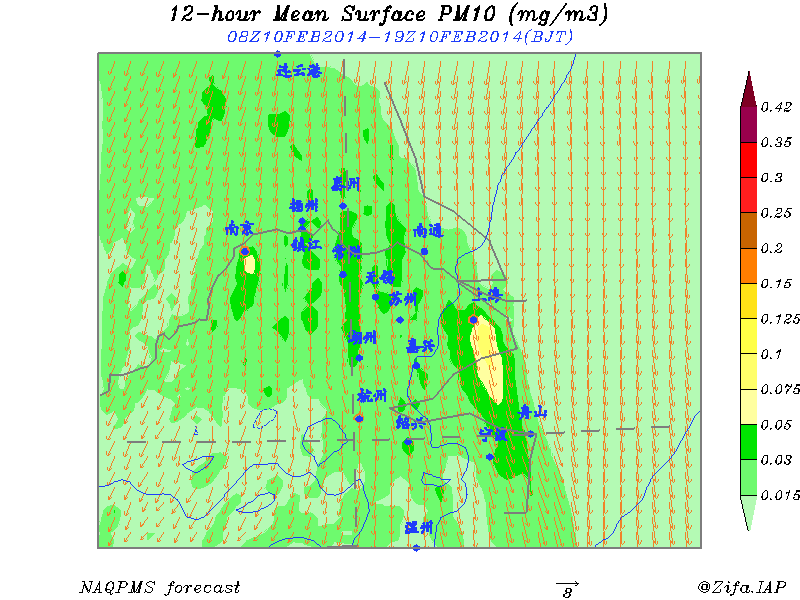 12-hour Mean Surface PM10 (mg/m3)
08Z10FEB2014-19Z10FEB2014(BJT)
连云港
泰州
扬州
南京
南通
镇江
常州
无锡
苏州
上海
湖州
嘉兴
杭州
绍兴
舟山
宁波
温州
0.42
0.35
0.3
0.25
0.2
0.15
0.125
0.1
0.075
0.05
0.03
0.015
NAQPMS forecast
8
@Zifa.IAP